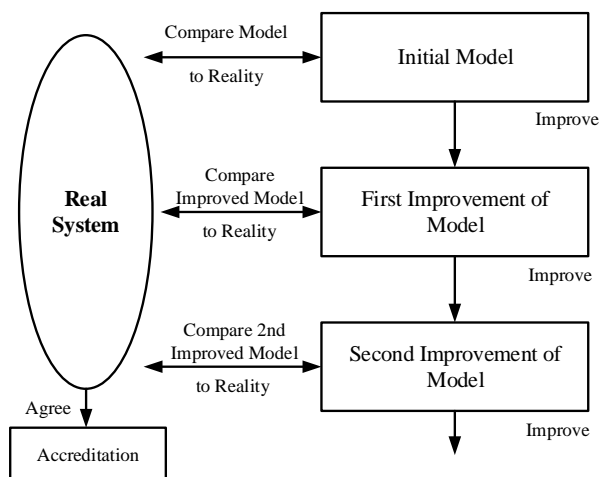 Compare Model
to Reality
Initial Model
Improve
Real
System
Compare
Improved Model
to Reality
First Improvement of
Model
Improve
Compare 2nd
Improved Model
to Reality
Second Improvement of
Model
Agree
Improve
Accreditation